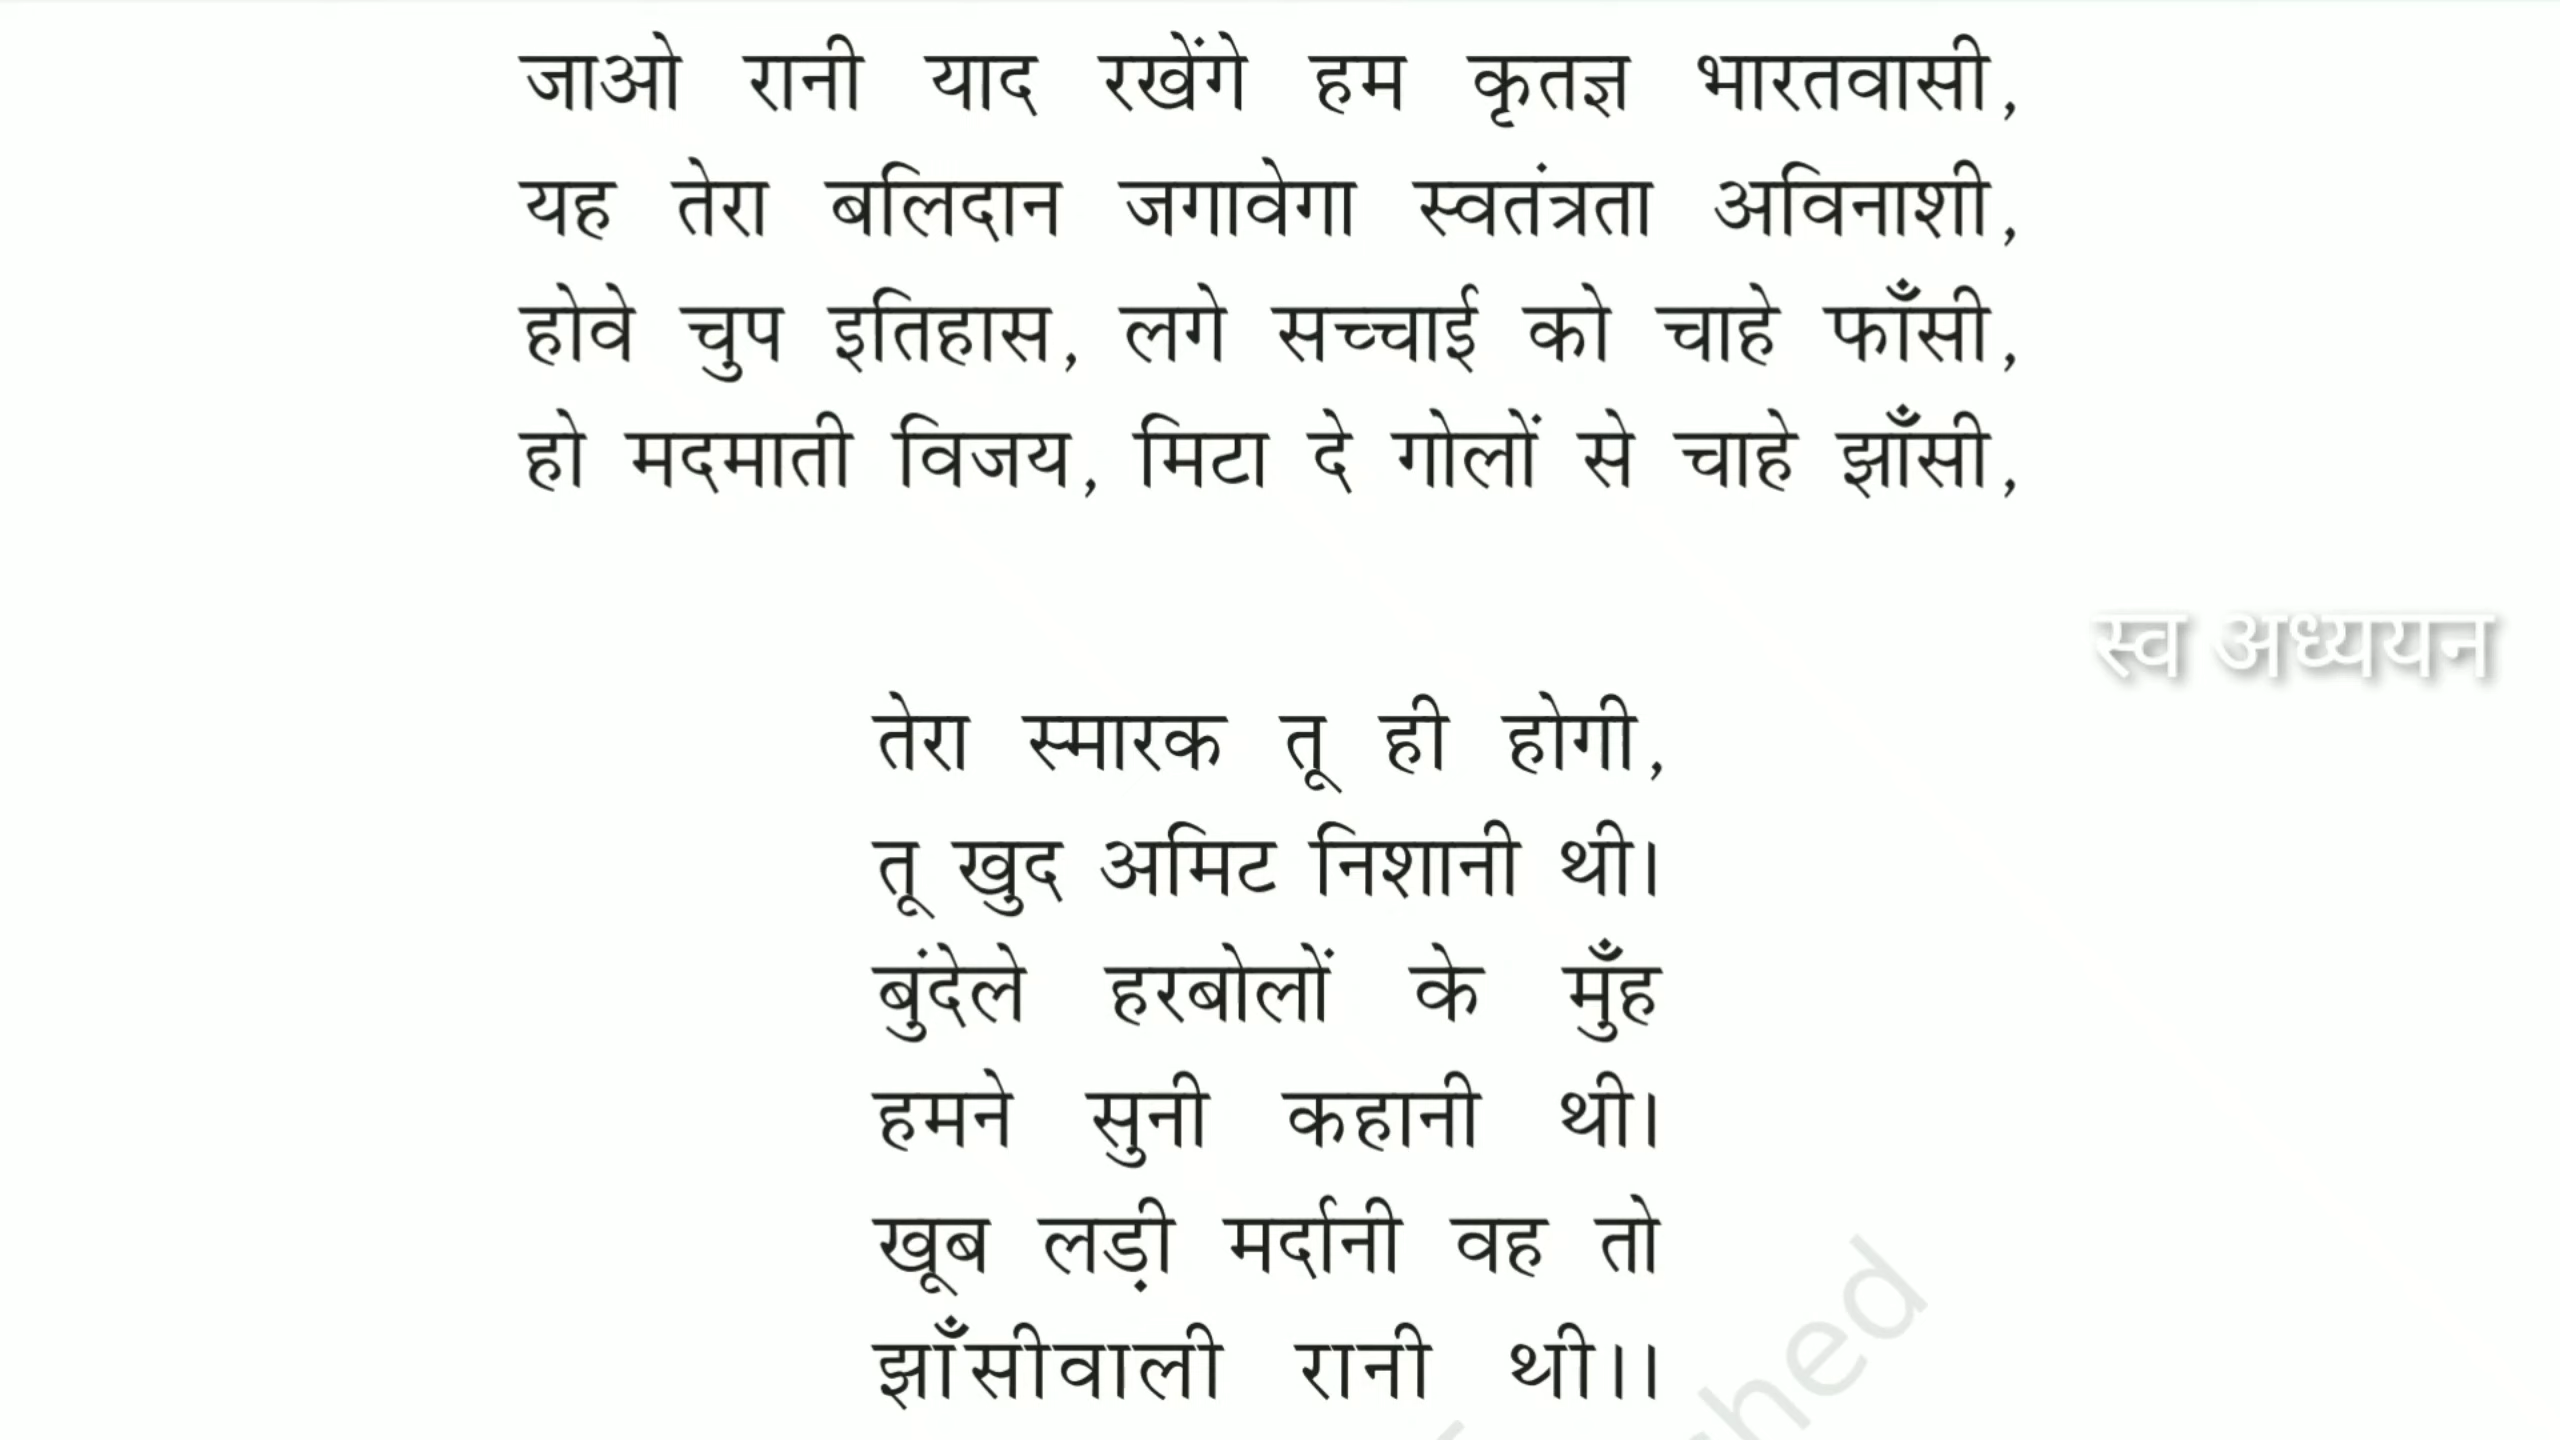 जाओ रानी याद रखेंगे हम कृतज्ञ भारतवासी,
यह तेरा बलिदान जगावेगा स्वतंत्रता अविनाशी,
होवे चुप इतिहास, लगे सच्चाई को चाहे फाँसी,
हो मदमाती विजय, मिटा दे गोलों से चाहे झाँसी,
स्व अध्ययन
तेरा स्मारक तू ही होगी,
तू खुद अमिट निशानी थी।
बुंदेले हरबोलों के मुँह
हमने सुनी कहानी थी।
खूब लड़ी मर्दानी वह तो
झाँसीवाली रानी थी।।